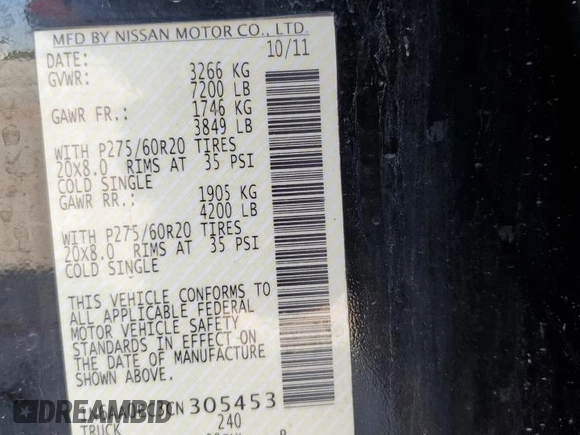 MFD BY NISSAN MOTOR CO., LTD.
DATE: 10/11
GVWR: 3266 KG
7200 LB
GAWR FR.: 1746 KG
3849 LB
WITH P275/60R20 TIRES
20X8.0 RIMS AT 35 PSI
COLD SINGLE
GAWR RR.: 1905 KG
4200 LB
WITH P275/60R20 TIRES
20X8.0 RIMS AT 35 PSI
COLD SINGLE
THIS VEHICLE CONFORMS TO
ALL APPLICABLE FEDERAL
MOTOR VEHICLE SAFETY
STANDARDS IN EFFECT ON
THE DATE OF MANUFACTURE
SHOWN ABOVE.
305453
TRUCK 240
DREAMBID